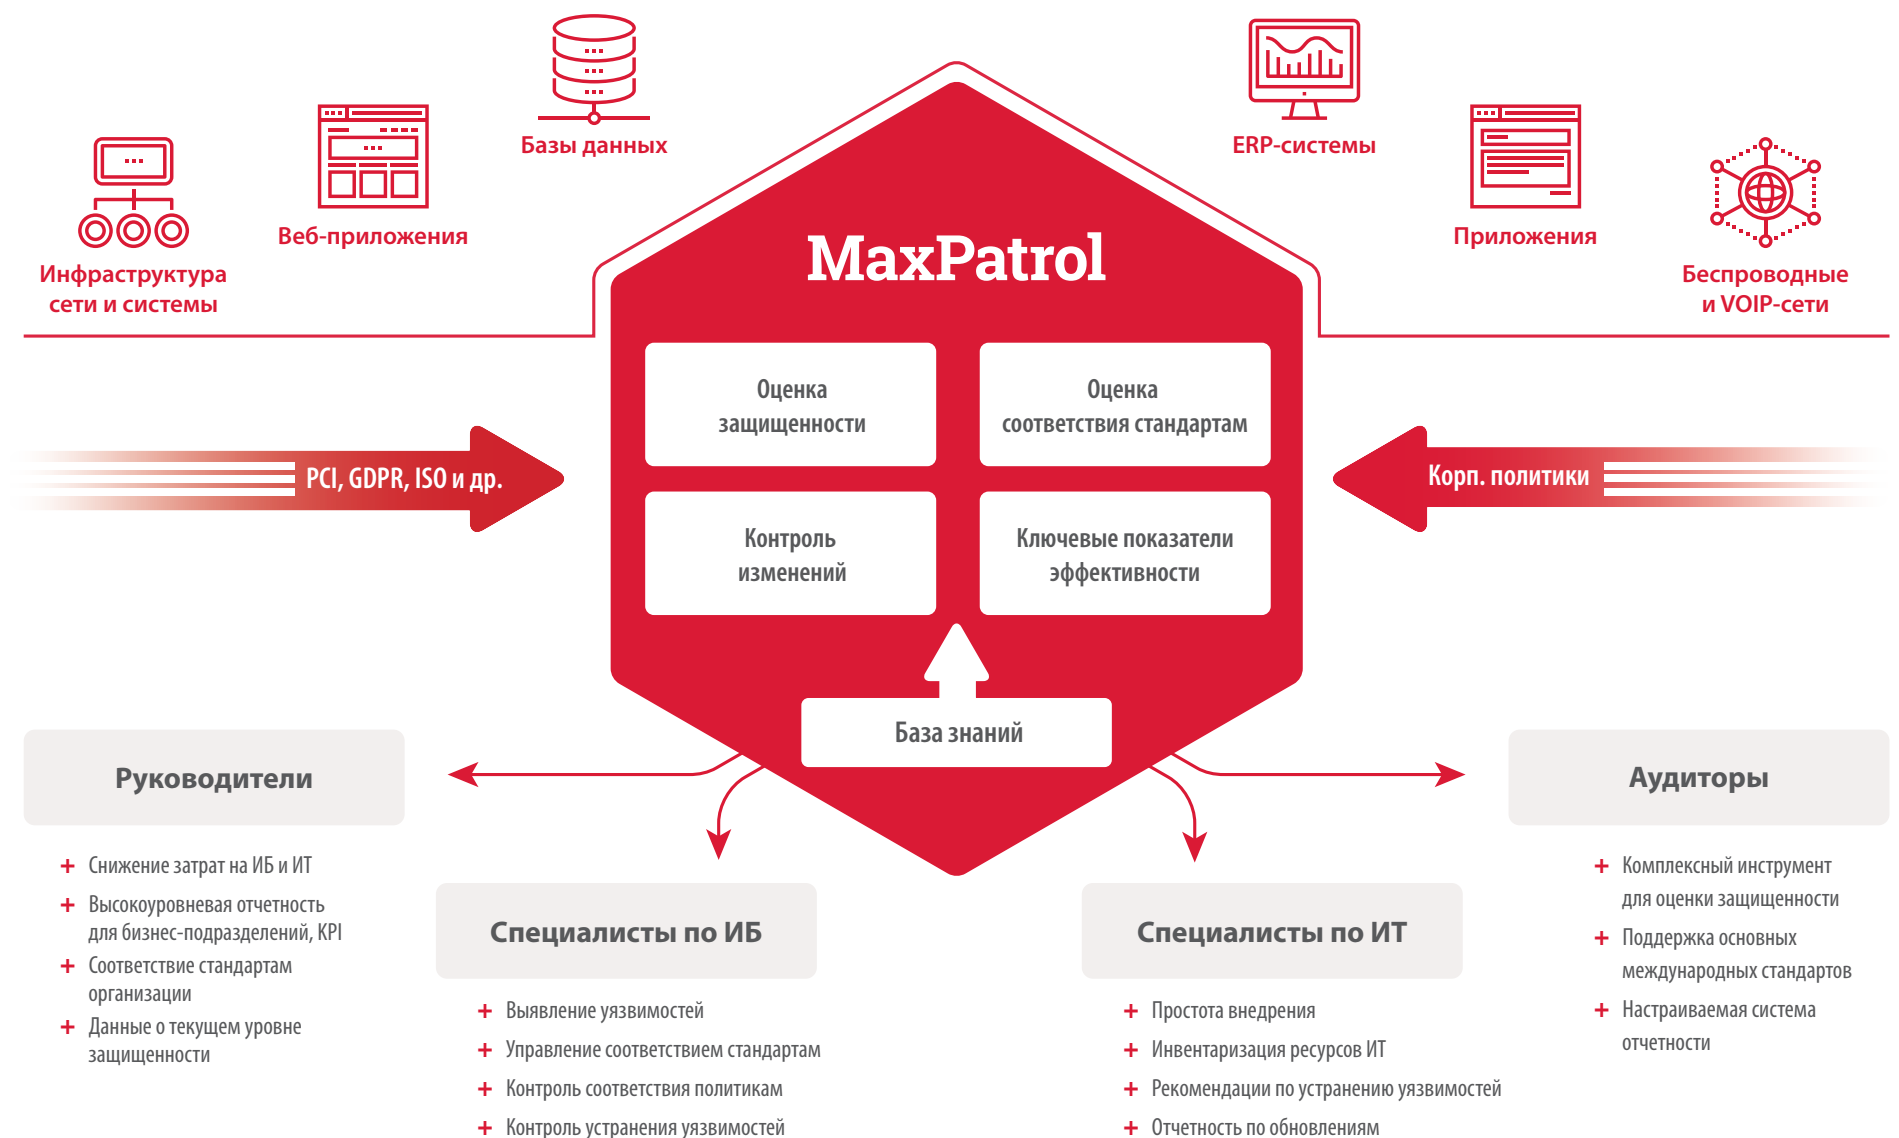 Базы данных
ERP-системы
Веб-приложения
Приложения
Инфраструктура
сети и системы
Беспроводные
и VOIP-сети
MaxPatrol
Оценка
защищенности
Оценка
соответствия стандартам
PCI, GDPR, ISO и др.
Корп. политики
Контроль
изменений
Ключевые показатели
эффективности
База знаний
Руководители
+ Снижение затрат на ИБ и ИТ
+ Высокоуровневая отчетность
для бизнес-подразделений, KPI
+ Соответствие стандартам
организации
+ Данные о текущем уровне
защищенности
Специалисты по ИБ
+ Выявление уязвимостей
+ Управление соответствием стандартам
+ Контроль соответствия политикам
+ Контроль устранения уязвимостей
Специалисты по ИТ
+ Простота внедрения
+ Инвентаризация ресурсов ИТ
+ Рекомендации по устранению уязвимостей
+ Отчетность по обновлениям
Аудиторы
+ Комплексный инструмент
для оценки защищенности
+ Поддержка основных
международных стандартов
+ Настраиваемая система
отчетности